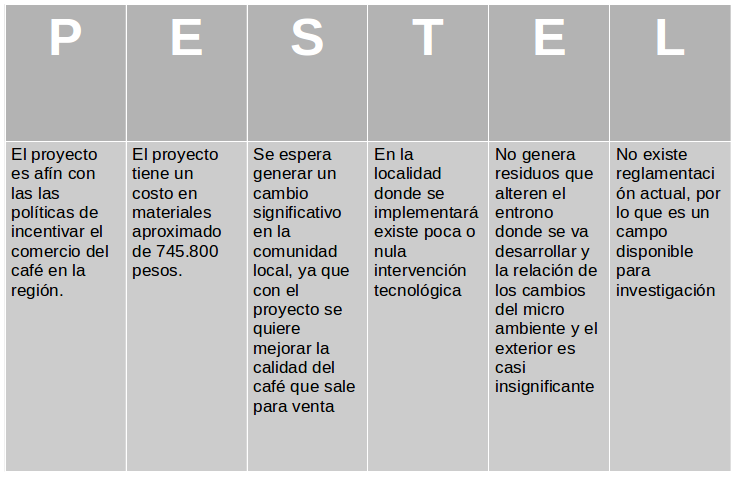 P E S T E L
El proyecto
es afín con
las las
políticas de
incentivar el
comercio del
café en la
región.
El proyecto
tiene un
costo en
materiales
aproximado
de 745.800
pesos.
Se espera
generar un
cambio
significativo
en la
comunidad
local, ya que
con el
proyecto se
quiere
mejorar la
calidad del
café que sale
para venta
En la
localidad
donde se
implementará
existe poca o
nula
intervención
tecnológica
No genera
residuos que
alteren el
entrono
donde se va
desarrollar y
la relación de
los cambios
del micro
ambiente y el
exterior es
casi
insignificante
No existe
reglamentaci
ón actual, por
lo que es un
campo
disponible
para
investigación